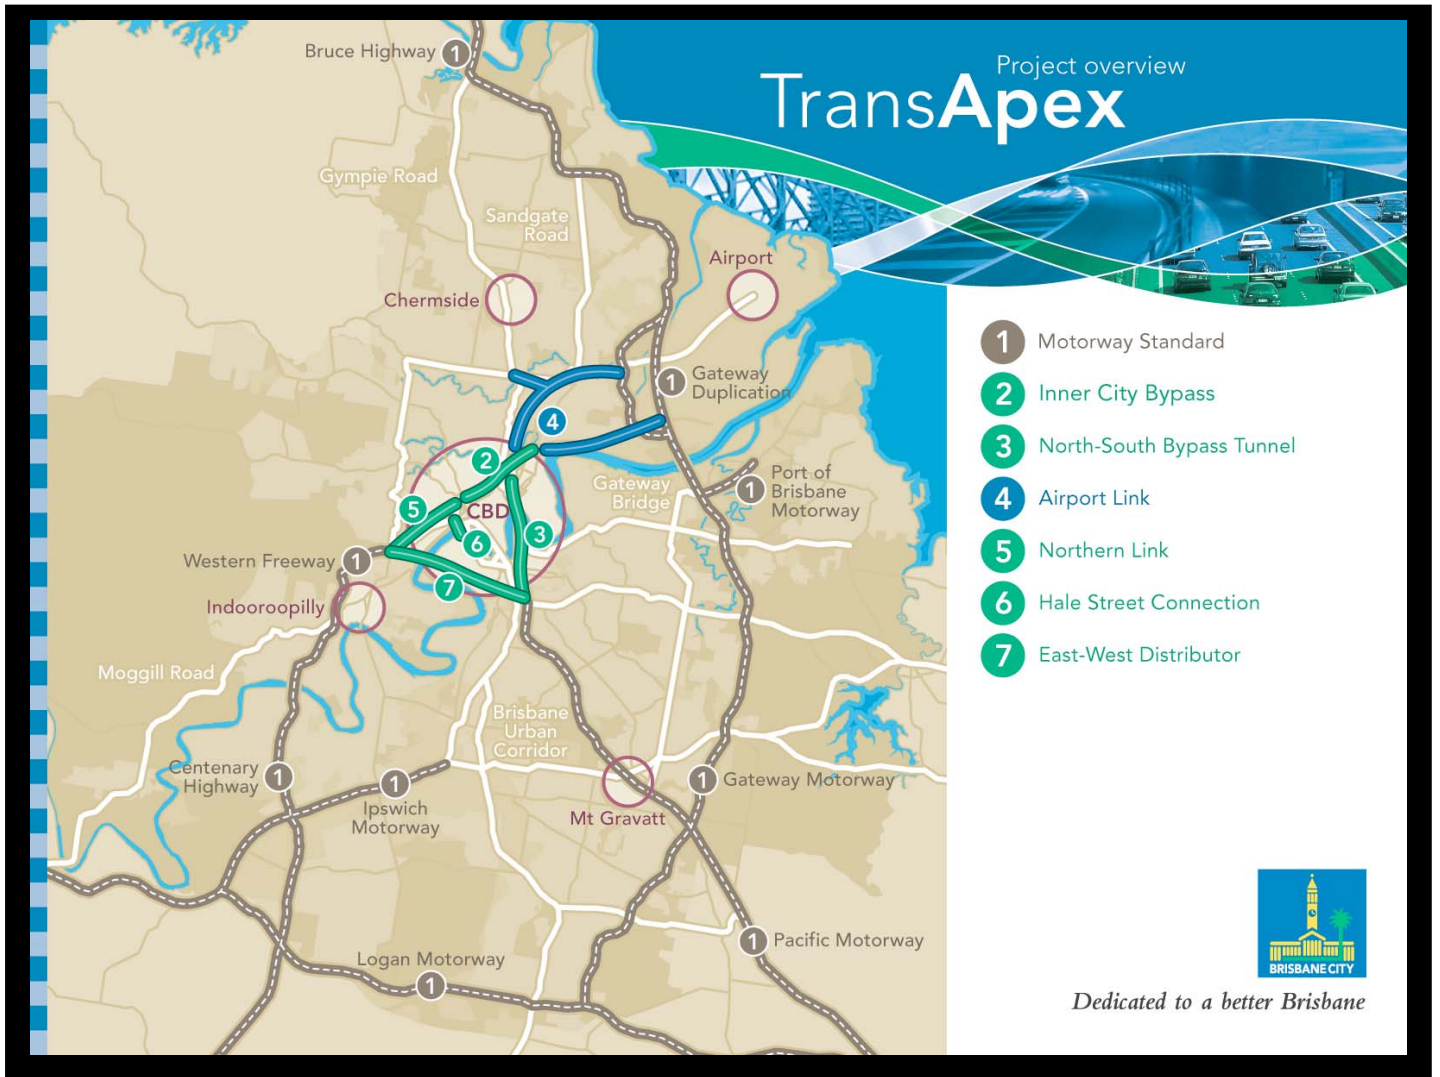 Project overview
TransApex
Bruce Highway 1
Gympie Road
Sandgate
Road
Airport
Chermside
1 Gateway
Duplication
4
2
Gateway
Bridge
1 Port of
Brisbane
Motorway
5
CBD
6
3
Western Freeway 1
7
Indooroopilly
Moggill Road
Brisbane
Urban
Corridor
Centenary
Highway 1
1
Ipswich
Motorway
1 Gateway Motorway
Mt Gravatt
1 Pacific Motorway
Logan Motorway
1
1 Motorway Standard
2 Inner City Bypass
3 North-South Bypass Tunnel
4 Airport Link
5 Northern Link
6 Hale Street Connection
7 East-West Distributor
BRISBANE CITY
Dedicated to a better Brisbane